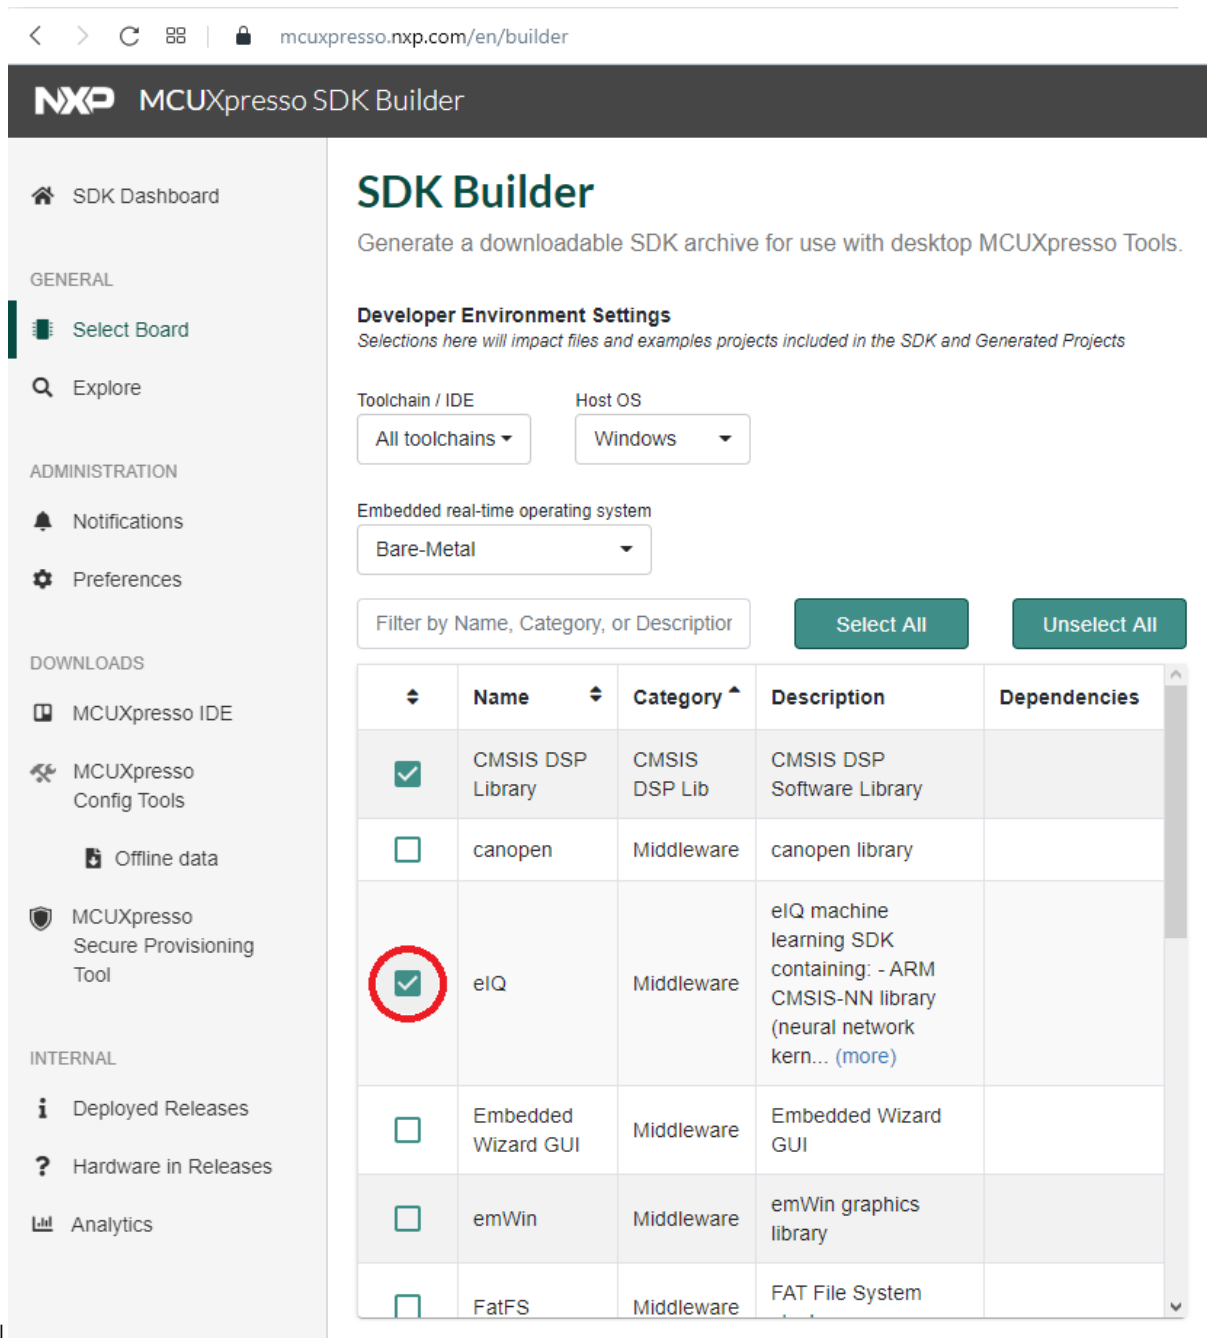 mcuxpresso.nxp.com/en/builder
NXP MCUXpresso SDK Builder
SDK Dashboard
GENERAL
Select Board
Explore
ADMINISTRATION
Notifications
Preferences
DOWNLOADS
MCUXpresso IDE
MCUXpresso
Config Tools
Offline data
MCUXpresso
Secure Provisioning
Tool
INTERNAL
Deployed Releases
Hardware in Releases
Analytics
SDK Builder
Generate a downloadable SDK archive for use with desktop MCUXpresso Tools.
Developer Environment Settings
Selections here will impact files and examples projects included in the SDK and Generated Projects
Toolchain / IDE Host OS
All toolchains Windows
Embedded real-time operating system
Bare-Metal
Filter by Name, Category, or Description Select All Unselect All
Name Category Description Dependencies
CMSIS DSP
Library
CMSIS
DSP Lib
CMSIS DSP
Software Library
canopen Middleware canopen library
eIQ Middleware
eIQ machine
learning SDK
containing: - ARM
CMSIS-NN library
(neural network
kern... (more)
Embedded
Wizard GUI
Middleware
Embedded Wizard
GUI
emWin Middleware
emWin graphics
library
FatFS Middleware
FAT File System